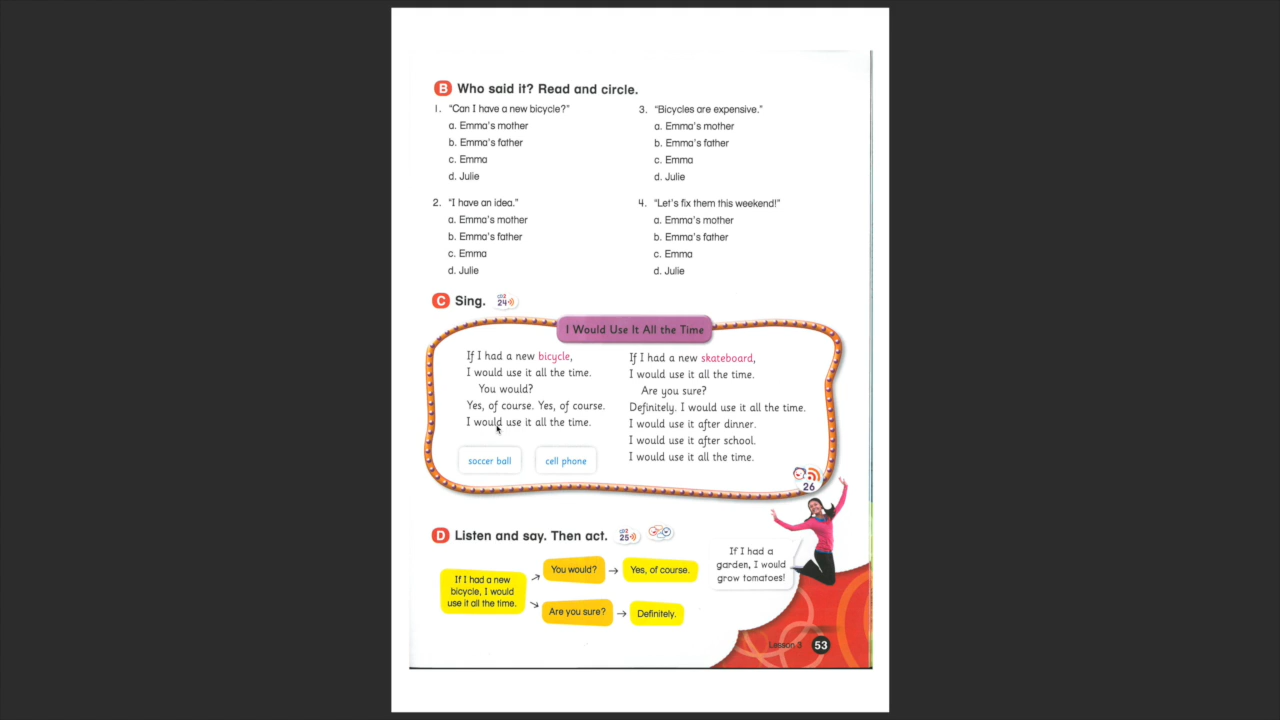 B Who said it? Read and circle.
1. “Can I have a new bicycle?”
a. Emma's mother
b. Emma's father
c. Emma
d. Julie
2. “I have an idea.”
a. Emma's mother
b. Emma's father
c. Emma
d. Julie
3. “Bicycles are expensive.”
a. Emma's mother
b. Emma's father
c. Emma
d. Julie
4. “Let's fix them this weekend!”
a. Emma's mother
b. Emma's father
c. Emma
d. Julie
C Sing.
CD2
24
I Would Use It All the Time
If I had a new bicycle,
I would use it all the time.
You would?
Yes, of course. Yes, of course.
I would use it all the time.
soccer ball
cell phone
If I had a new skateboard,
I would use it all the time.
Are you sure?
Definitely. I would use it all the time.
I would use it after dinner.
I would use it after school.
I would use it all the time.
26
D Listen and say. Then act.
CD2
25
If I had a new
bicycle, I would
use it all the time.
You would?
Yes, of course.
Are you sure?
Definitely.
If I had a
garden, I would
grow tomatoes!
Lesson 3 53